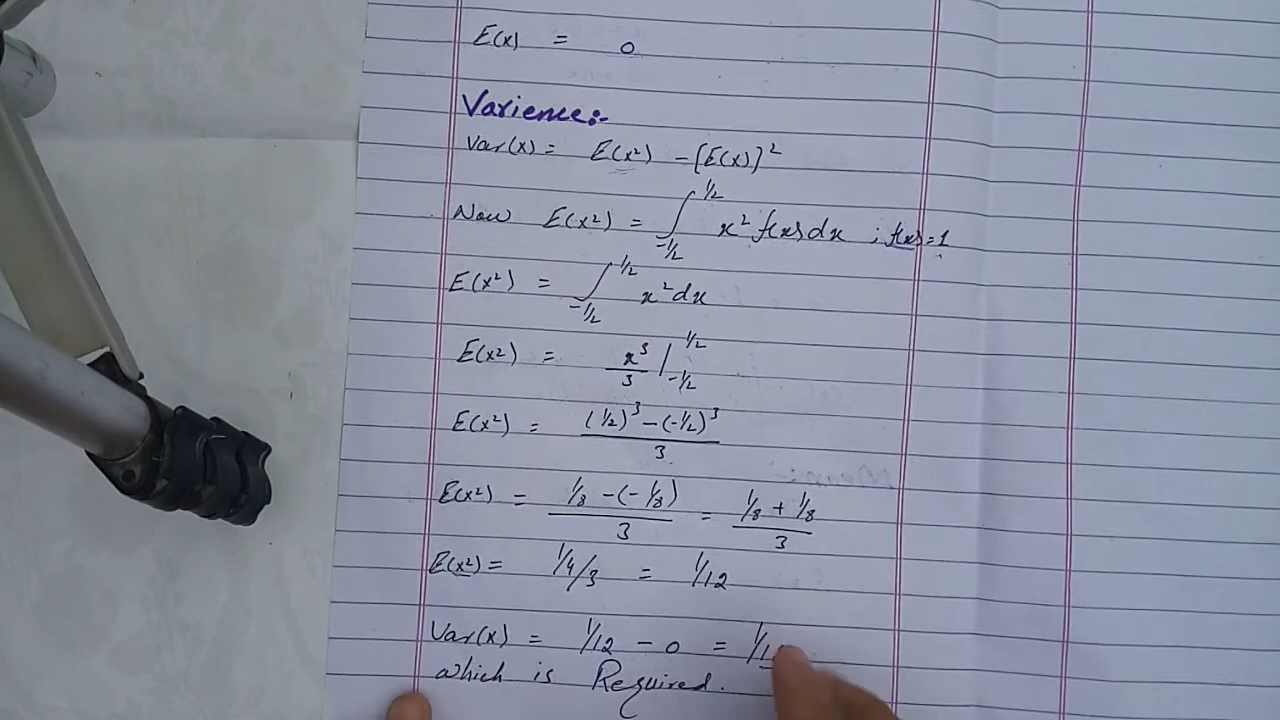 E(x) = 0
Varience:-
Var(x) = E(x²) - [E(x)]²
Now E(x²) = ∫_{-1/2}^{1/2} x² f(x) dx ; f(x) = 1
E(x²) = ∫_{-1/2}^{1/2} x² dx
E(x²) = x³/3 |_{-1/2}^{1/2}
E(x²) = ((1/2)³ - (-1/2)³)/3
E(x²) = (1/8 - (-1/8))/3 = (1/8 + 1/8)/3
E(x²) = 1/4/3 = 1/12
Var(x) = 1/12 - 0 = 1/1
which is Required.